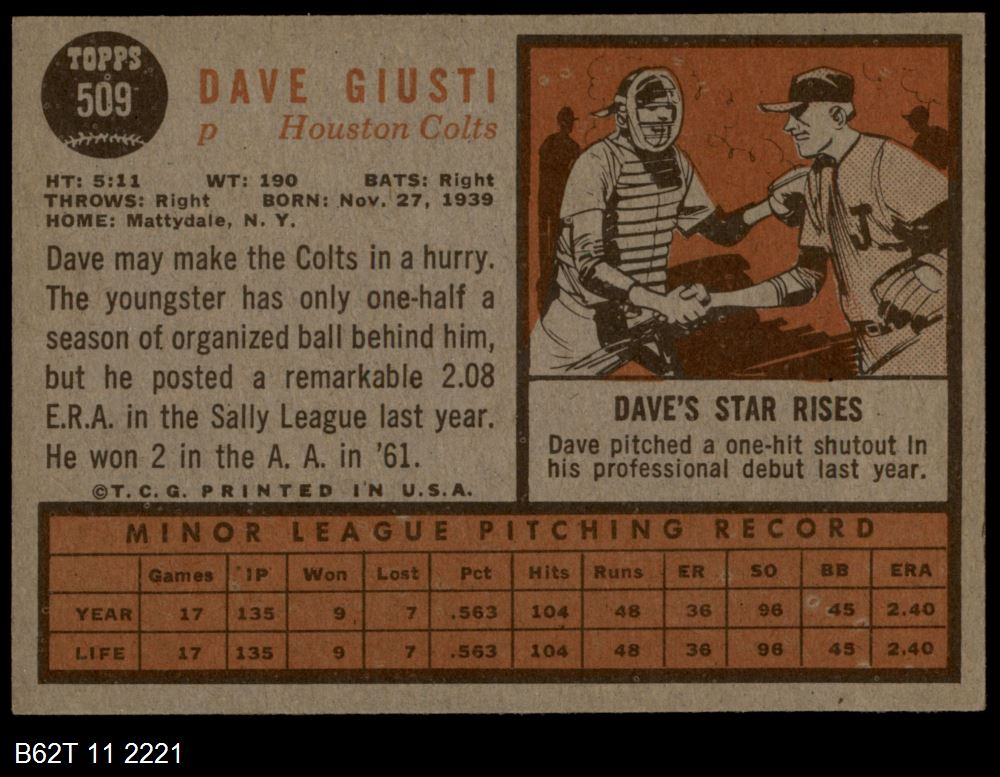 TOPPS
509
DAVE GIUSTI
p Houston Colts
HT: 5:11 WT: 190 BATS: Right
THROWS: Right BORN: Nov. 27, 1939
HOME: Mattydale, N. Y.
Dave may make the Colts in a hurry.
The youngster has only one-half a
season of organized ball behind him,
but he posted a remarkable 2.08
E.R.A. in the Sally League last year.
He won 2 in the A. A. in '61.
©T. C. G. PRINTED IN U.S.A.
J
DAVE'S STAR RISES
Dave pitched a one-hit shutout In
his professional debut last year.
MINOR LEAGUE PITCHING RECORD
Games IP Won Lost Pct Hits Runs ER SO BB ERA
YEAR 17 135 9 7 .563 104 48 36 96 45 2.40
LIFE 17 135 9 7 .563 104 48 36 96 45 2.40
B62T 11 2221